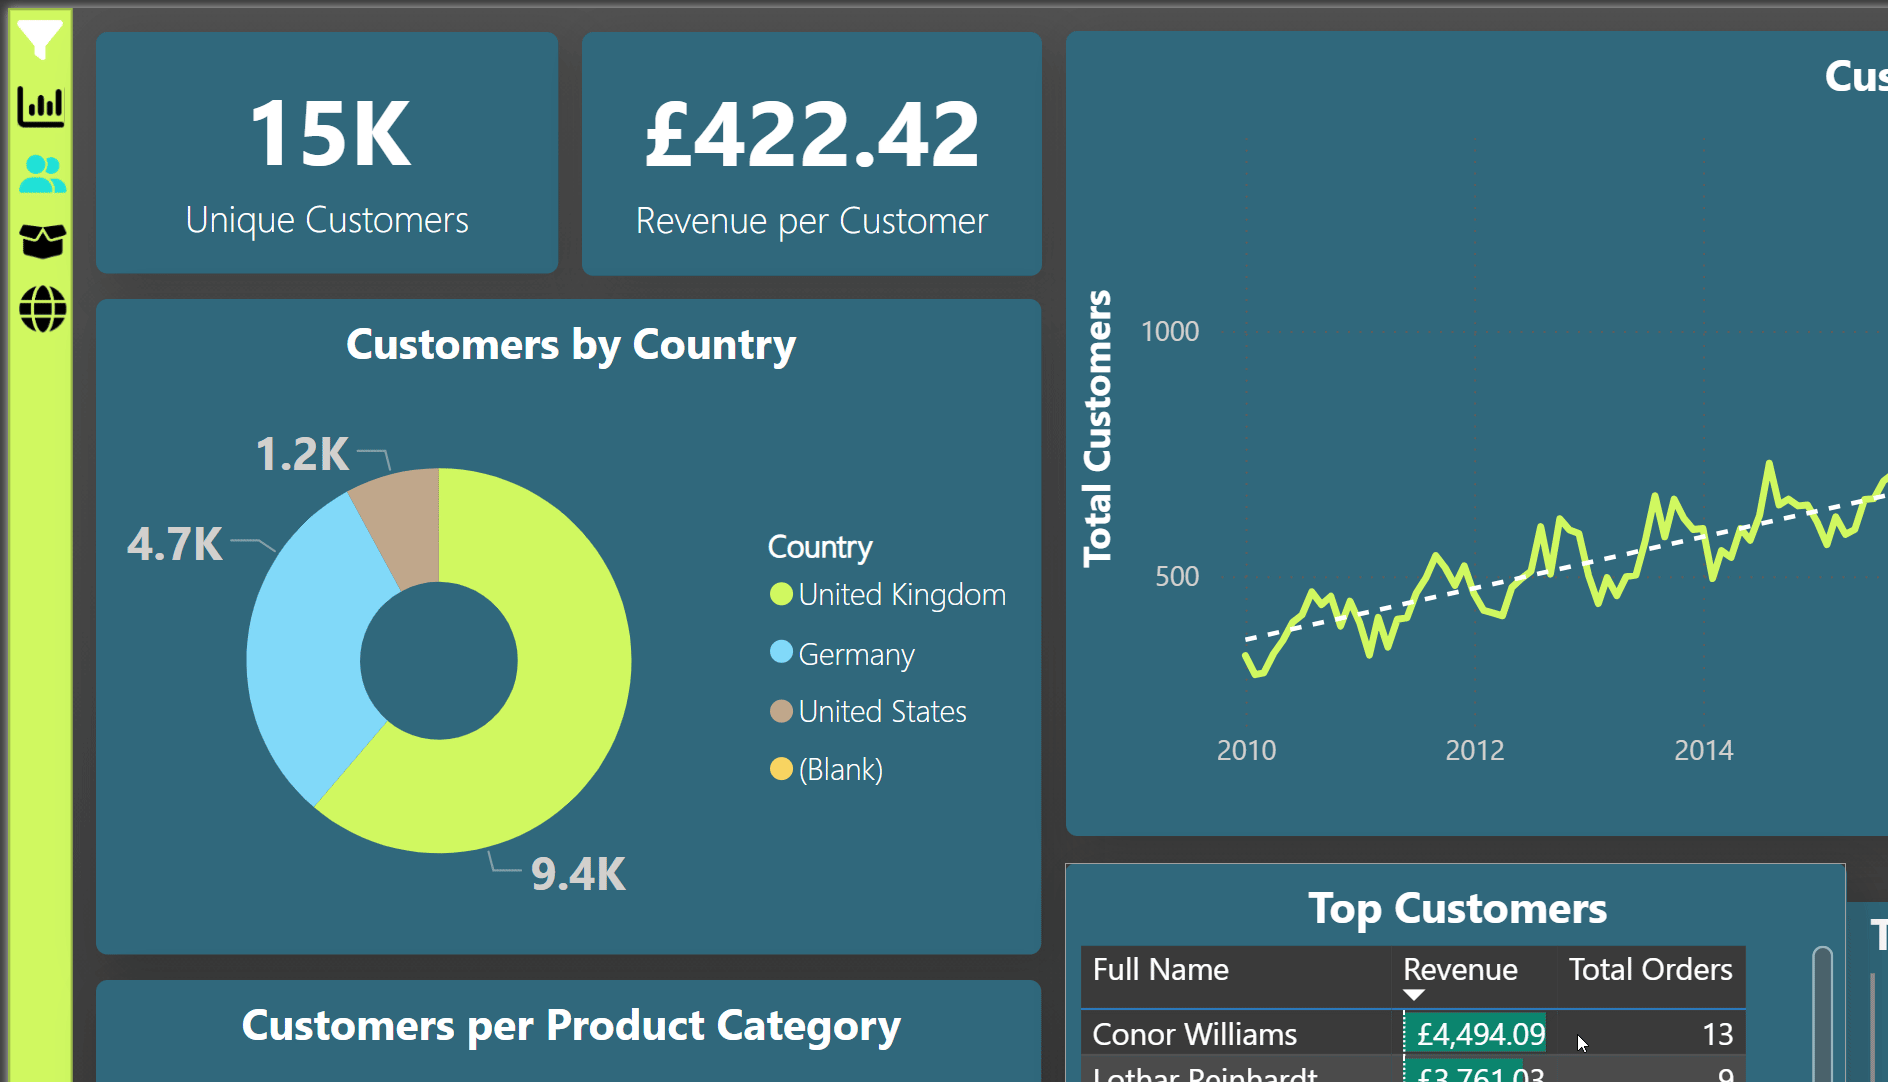 15K
Unique Customers
£422.42
Revenue per Customer
Customers by Country
1.2K
4.7K
9.4K
Country
United Kingdom
Germany
United States
(Blank)
Customers per Product Category
Cus
Total Customers
1000
500
2010 2012 2014
Top Customers
Full Name Revenue Total Orders
Conor Williams £4,494.09 13
Lothar Reinhardt £3,761.03 9
T